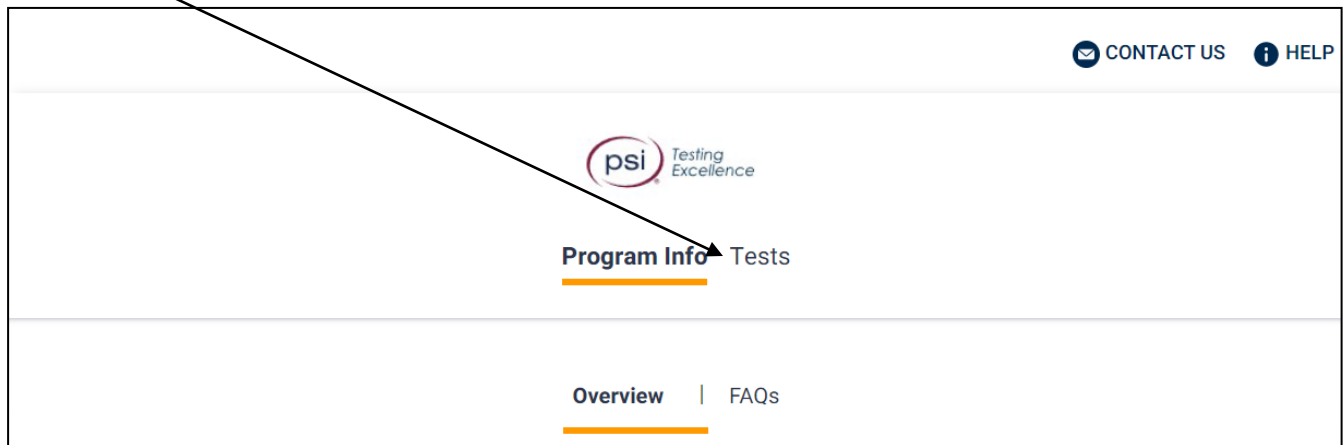 CONTACT US HELP
psi Testing
Excellence
Program Info Tests
Overview | FAQs